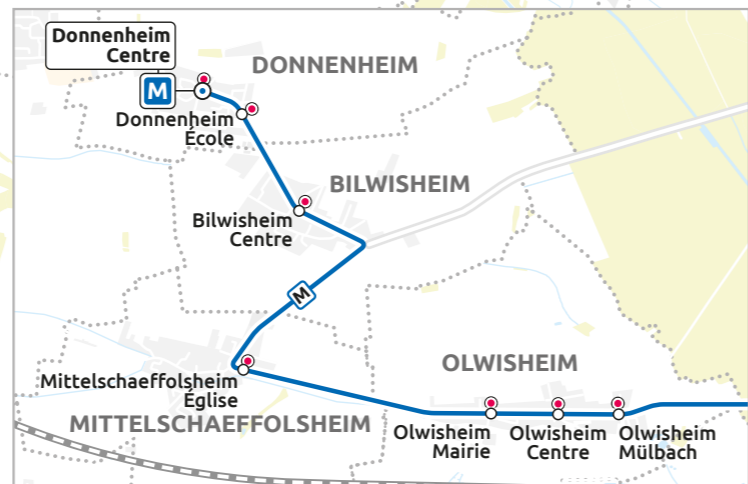 Donnenheim
Centre
M
DONNENHEIM
Donnenheim
École
BILWISHEIM
Bilwisheim
Centre
M
Mittelschaeffolsheim
Église
OLWISHEIM
MITTELSCHAEFFOLSHEIM
Olwisheim
Mairie
Olwisheim
Centre
Olwisheim
Mülbach